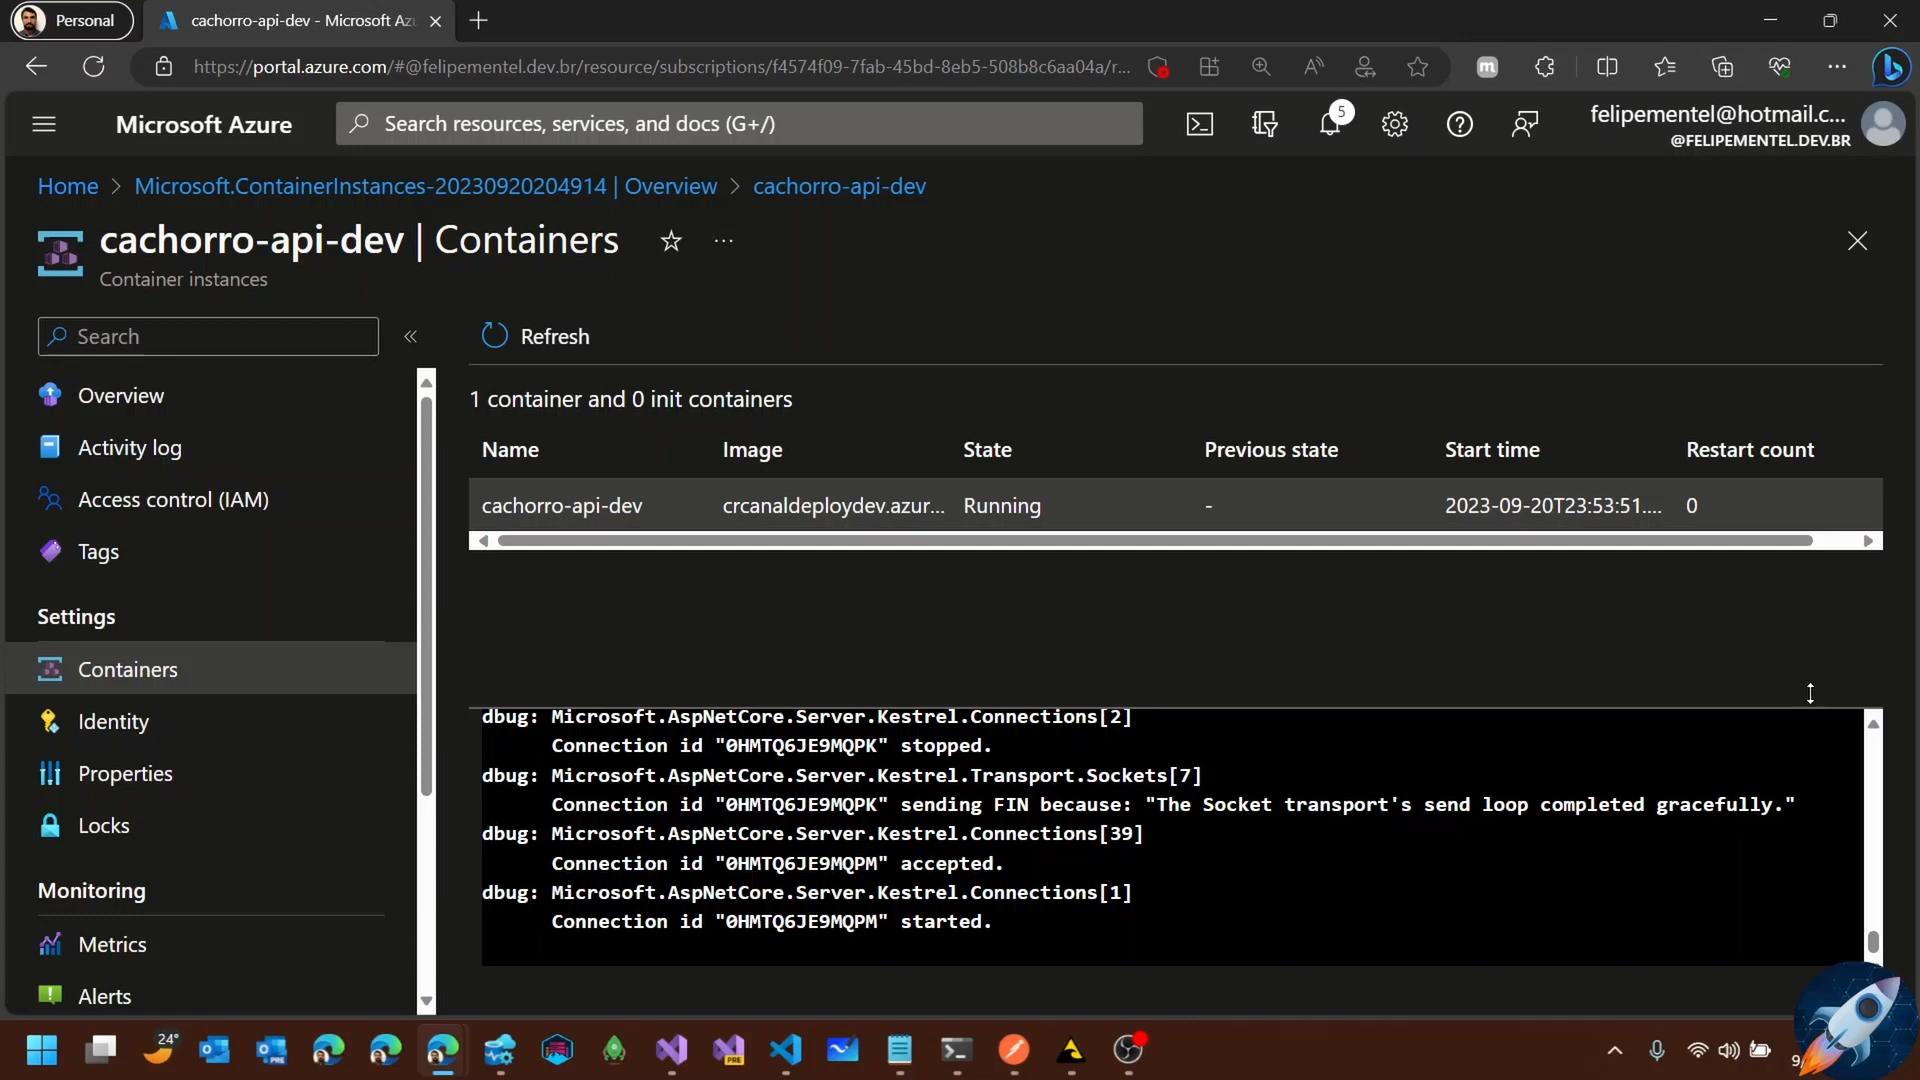 Personal
cachorro-api-dev - Microsoft Az
https://portal.azure.com/#@felipementel.dev.br/resource/subscriptions/f4574f09-7fab-45bd-8eb5-508b8c6aa04a/r...
Microsoft Azure
Search resources, services, and docs (G+/)
5
felipementel@hotmail.c...
@FELIPEMENTEL.DEV.BR
Home > Microsoft.ContainerInstances-20230920204914 | Overview > cachorro-api-dev
cachorro-api-dev | Containers
Container instances
Search
Refresh
Overview
Activity log
Access control (IAM)
Tags
Settings
Containers
Identity
Properties
Locks
Monitoring
Metrics
Alerts
1 container and 0 init containers
Name Image State Previous state Start time Restart count
cachorro-api-dev crcanaldeploydev.azur... Running - 2023-09-20T23:53:51.... 0
dbug: Microsoft.AspNetCore.Server.Kestrel.Connections[2]
Connection id "0HMTQ6JE9MQPK" stopped.
dbug: Microsoft.AspNetCore.Server.Kestrel.Transport.Sockets[7]
Connection id "0HMTQ6JE9MQPK" sending FIN because: "The Socket transport's send loop completed gracefully."
dbug: Microsoft.AspNetCore.Server.Kestrel.Connections[39]
Connection id "0HMTQ6JE9MQPM" accepted.
dbug: Microsoft.AspNetCore.Server.Kestrel.Connections[1]
Connection id "0HMTQ6JE9MQPM" started.
24°
PRE
PRE